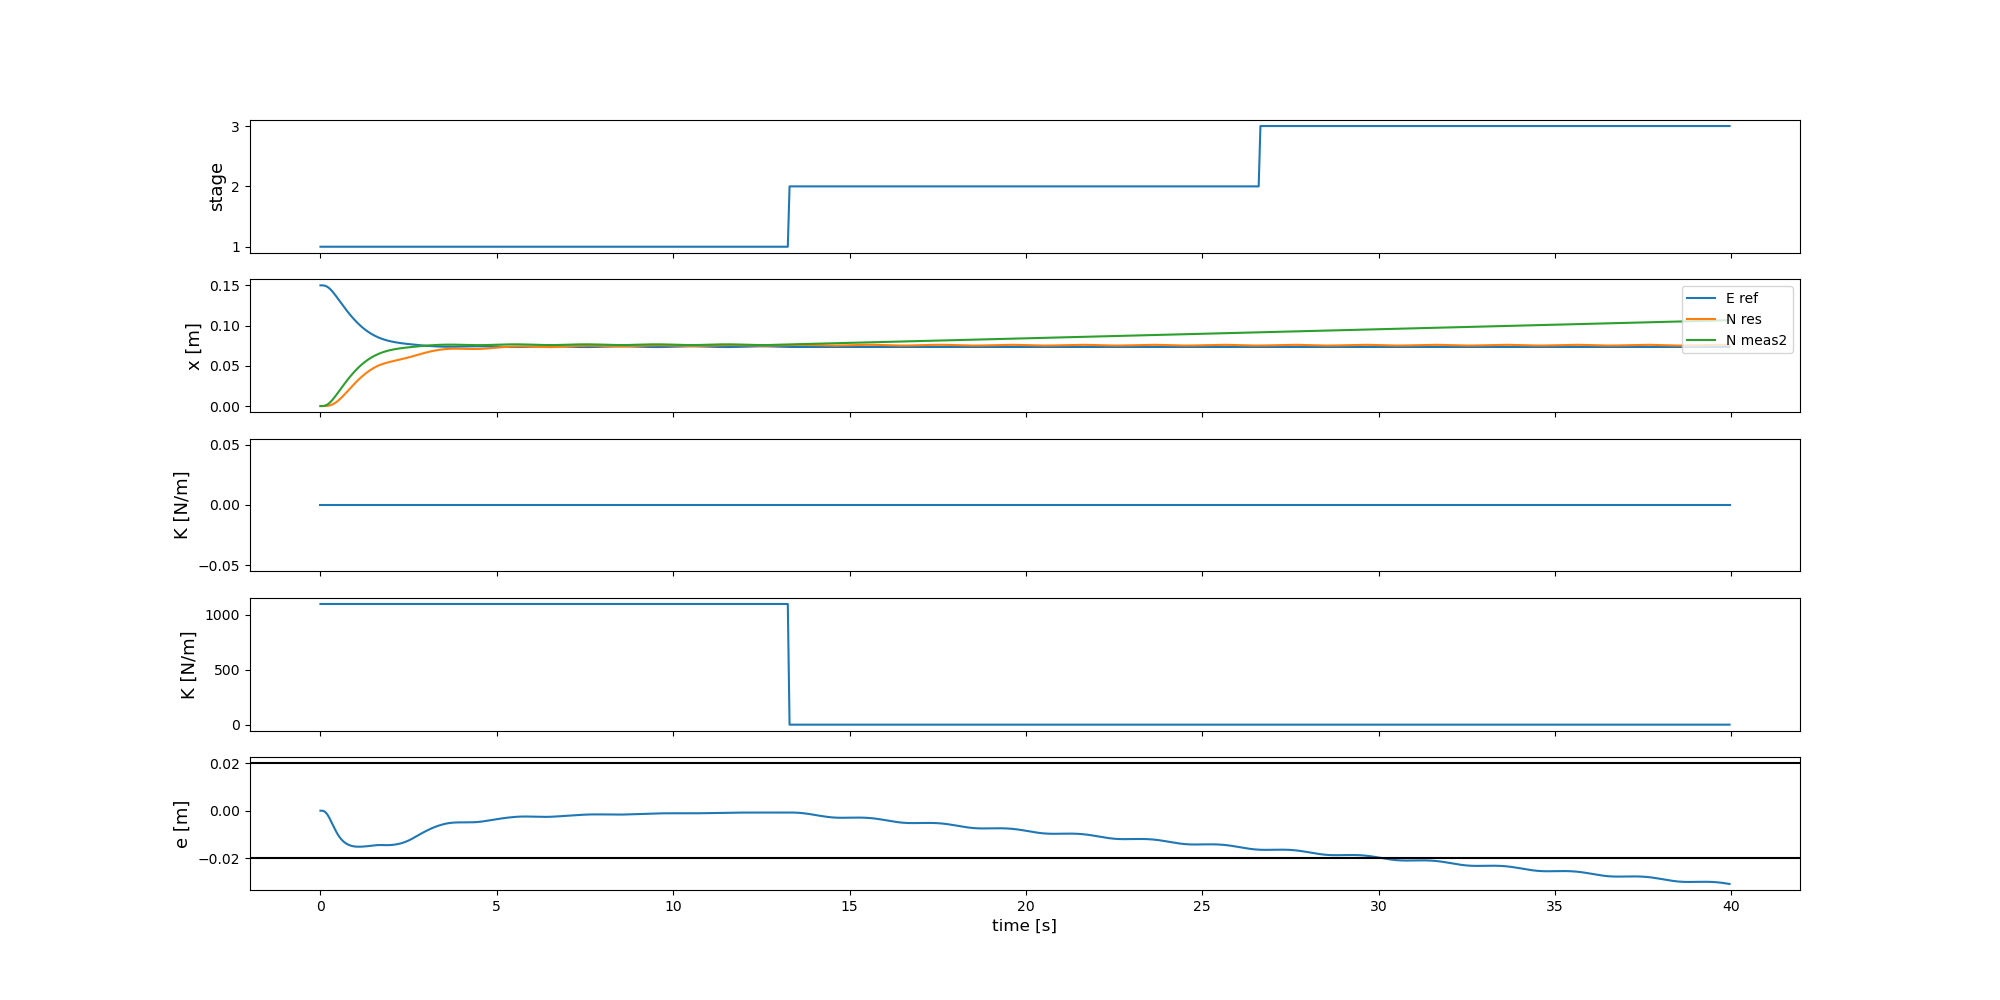 stage
3
2
1
x [m]
0.15
0.10
0.05
0.00
E ref
N res
N meas2
K [N/m]
0.05
0.00
−0.05
K [N/m]
1000
500
0
e [m]
0.02
0.00
−0.02
0 5 10 15 20 25 30 35 40
time [s]